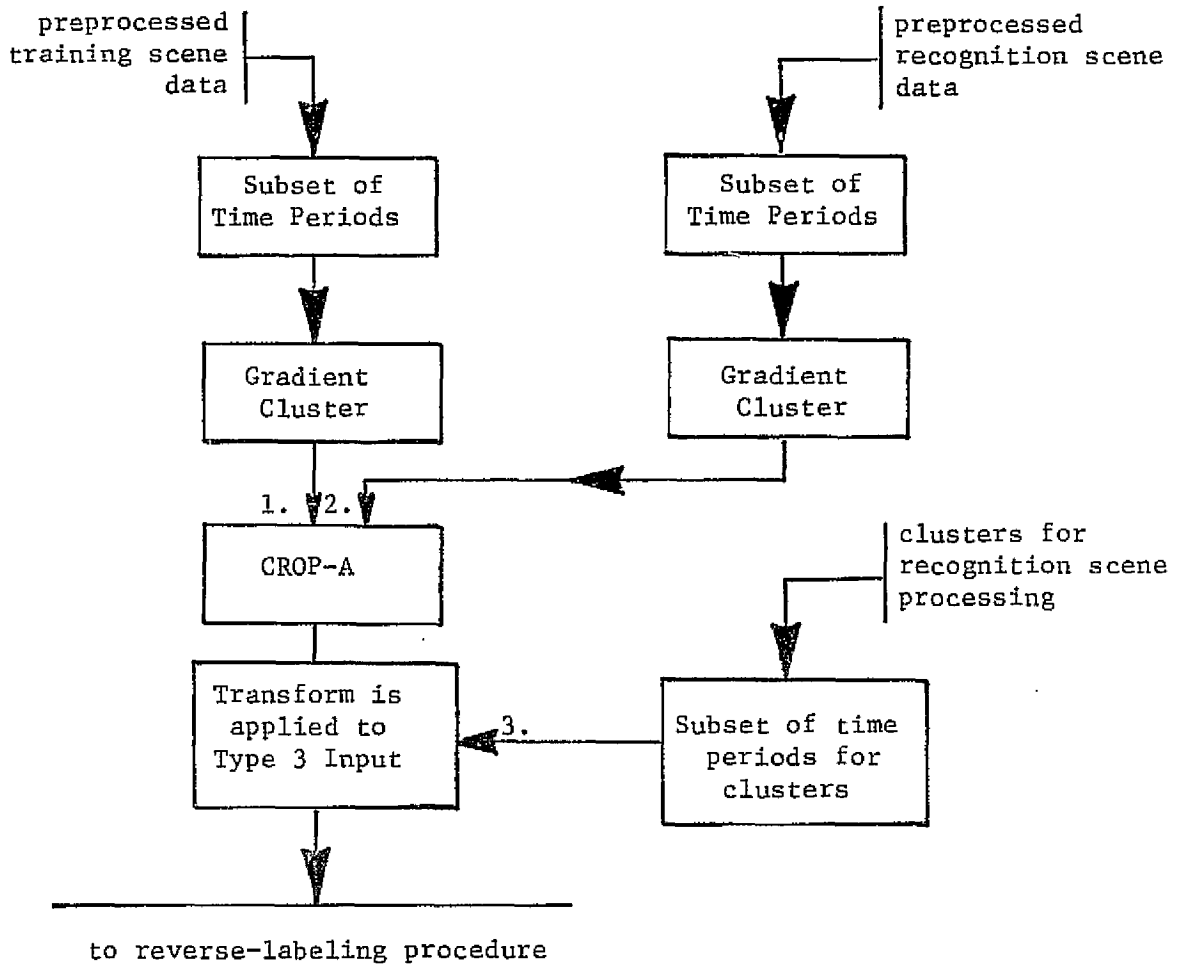 preprocessed
training scene
data
preprocessed
recognition scene
data
Subset of
Time Periods
Subset of
Time Periods
Gradient
Cluster
Gradient
Cluster
1. 2.
CROP-A
clusters for
recognition scene
processing
Transform is
applied to
Type 3 Input
3.
Subset of time
periods for
clusters
to reverse-labeling procedure